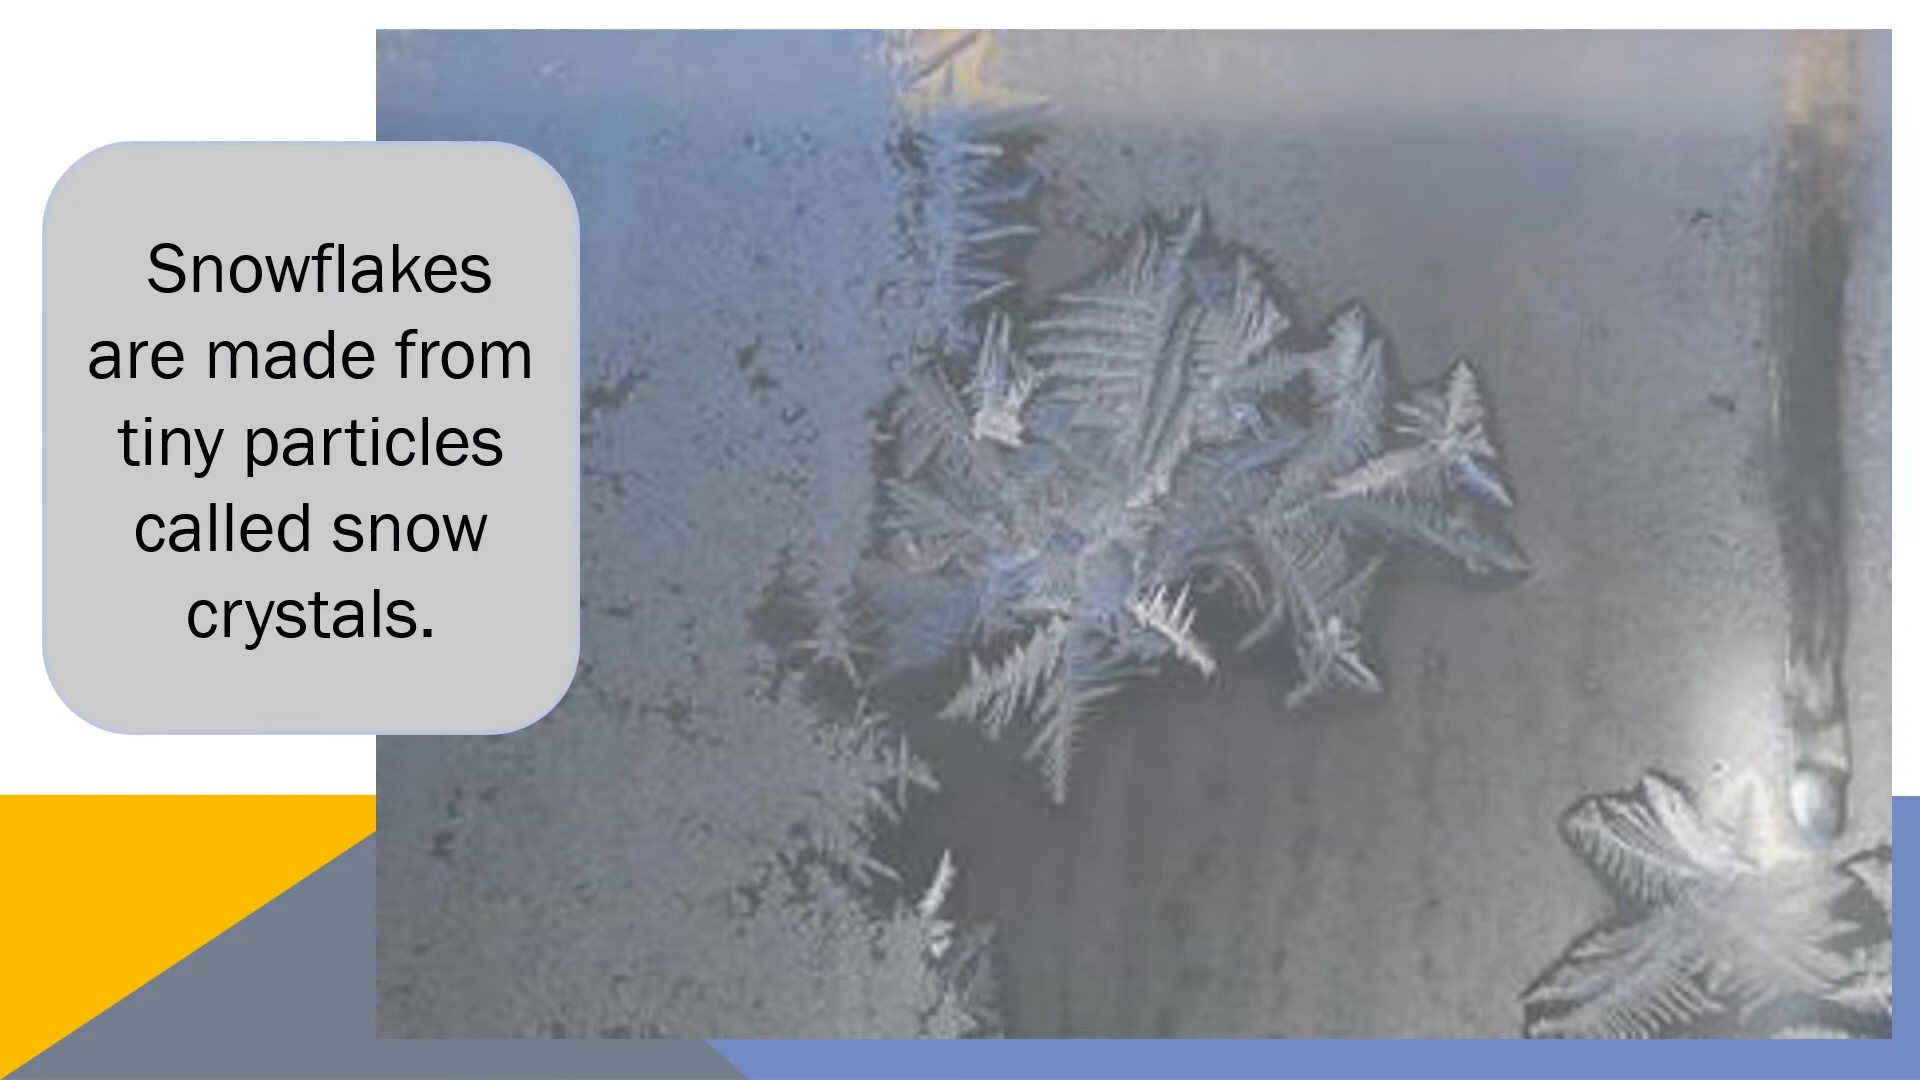 Snowflakes
are made from
tiny particles
called snow
crystals.